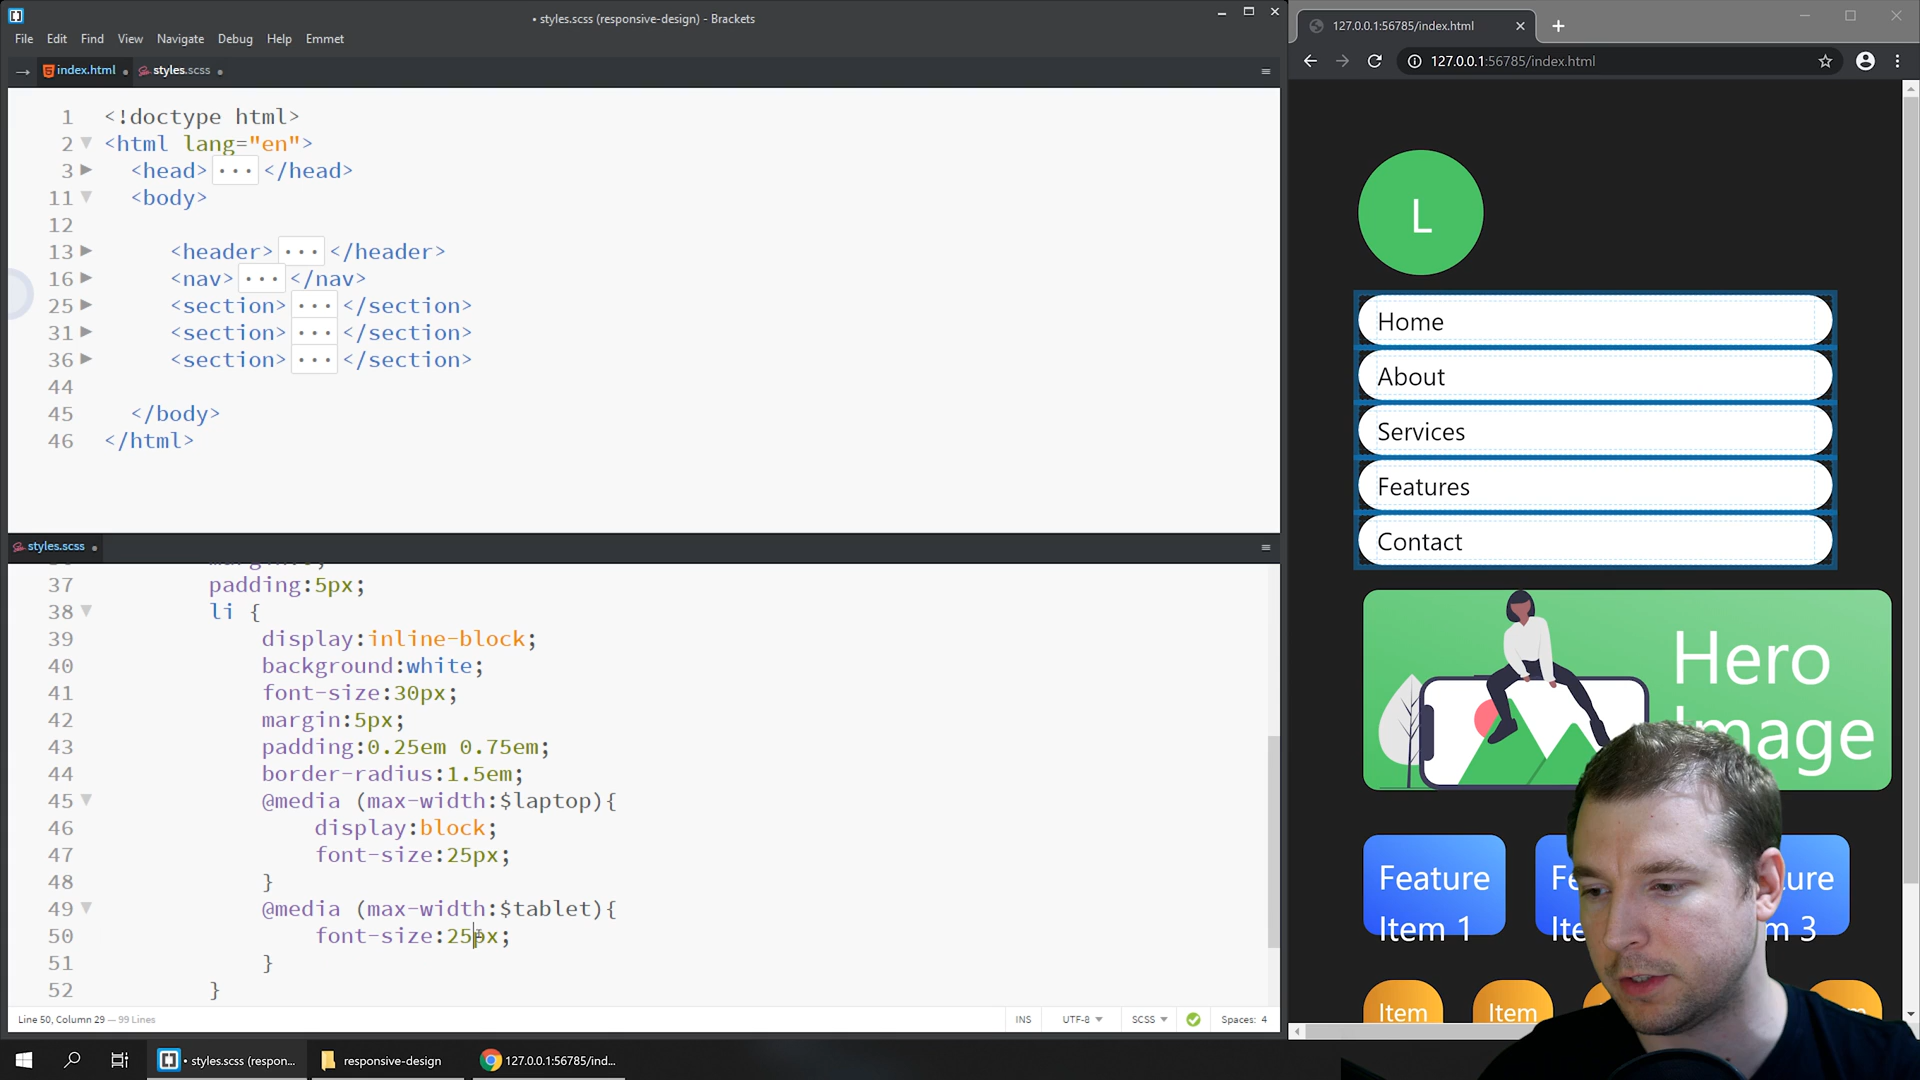 • styles.scss (responsive-design) - Brackets
File Edit Find View Navigate Debug Help Emmet
index.html • styles.scss •
1 <!doctype html>
2 <html lang="en">
3 <head> ••• </head>
11 <body>
12
13 <header> ••• </header>
16 <nav> ••• </nav>
25 <section> ••• </section>
31 <section> ••• </section>
36 <section> ••• </section>
44
45 </body>
46 </html>
styles.scss •
37 padding:5px;
38 li {
39 display:inline-block;
40 background:white;
41 font-size:30px;
42 margin:5px;
43 padding:0.25em 0.75em;
44 border-radius:1.5em;
45 @media (max-width:$laptop){
46 display:block;
47 font-size:25px;
48 }
49 @media (max-width:$tablet){
50 font-size:25px;
51 }
52 }
Line 50, Column 29 — 99 Lines
INS UTF-8 SCSS Spaces: 4
• styles.scss (respon...
responsive-design
127.0.0.1:56785/ind...
127.0.0.1:56785/index.html
127.0.0.1:56785/index.html
L
Home
About
Services
Features
Contact
Hero
Image
Feature
Item 1
Item
Item